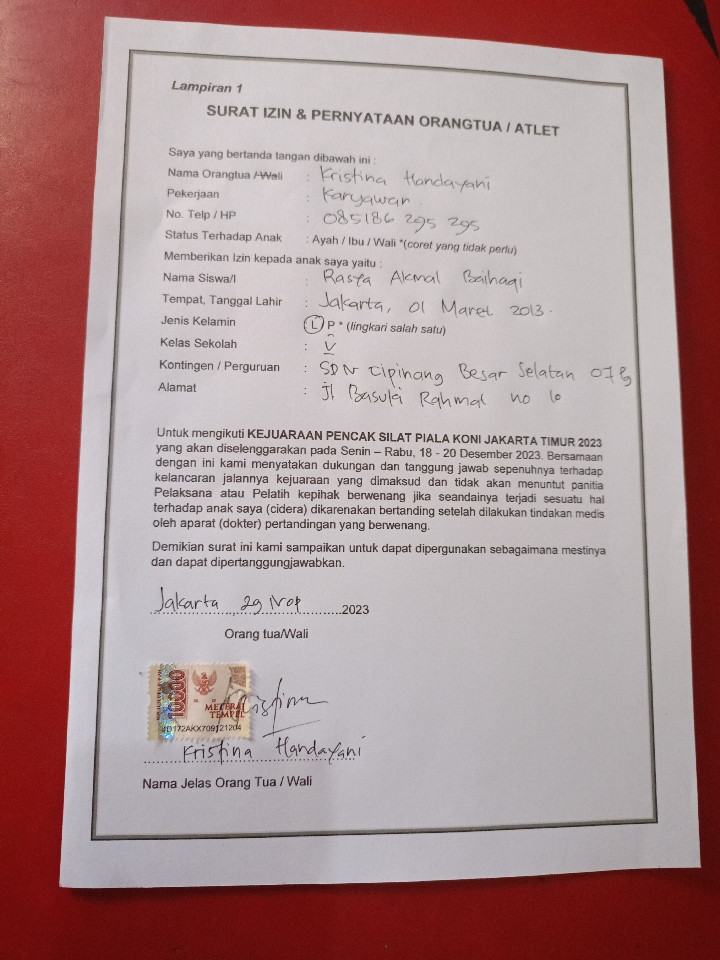 Lampiran 1
SURAT IZIN & PERNYATAAN ORANGTUA / ATLET
Saya yang bertanda tangan dibawah ini :
Nama Orangtua /Wali : Kristina Handayani
Pekerjaan : Karyawan.
No. Telp / HP : 085186 295 295
Status Terhadap Anak : Ayah / Ibu / Wali *(coret yang tidak perlu)
Memberikan Izin kepada anak saya yaitu :
Nama Siswa/I : Rasya Akmal Baihaqi
Tempat, Tanggal Lahir : Jakarta, 01 Maret 2013.
Jenis Kelamin : L P * (lingkari salah satu)
Kelas Sekolah : V
Kontingen / Perguruan : SDN Cipinang Besar Selatan 07 Pg
Alamat : Jl Basuki Rahmat no 10
Untuk mengikuti KEJUARAAN PENCAK SILAT PIALA KONI JAKARTA TIMUR 2023
yang akan diselenggarakan pada Senin – Rabu, 18 - 20 Desember 2023. Bersamaan
dengan ini kami menyatakan dukungan dan tanggung jawab sepenuhnya terhadap
kelancaran jalannya kejuaraan yang dimaksud dan tidak akan menuntut panitia
Pelaksana atau Pelatih kepihak berwenang jika seandainya terjadi sesuatu hal
terhadap anak saya (cidera) dikarenakan bertanding setelah dilakukan tindakan medis
oleh aparat (dokter) pertandingan yang berwenang.
Demikian surat ini kami sampaikan untuk dapat dipergunakan sebagaimana mestinya
dan dapat dipertanggungjawabkan.
Jakarta, 29 Nop 2023
Orang tua/Wali
10000
METERAI
TEMPEL
Kristina
Kristina Handayani
Nama Jelas Orang Tua / Wali